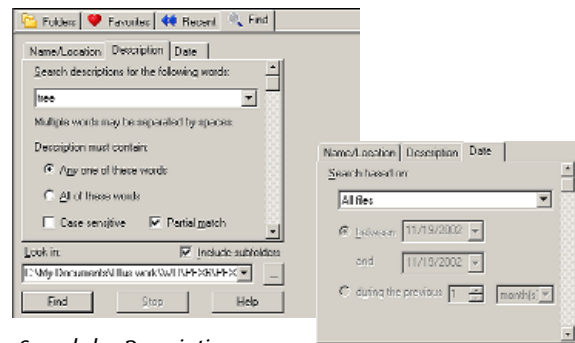 Folders Favorites Recent Find
Name/Location Description Date
Search descriptions for the following words:
tree
Multiple words may be separated by spaces
Description must contain:
Any one of these words
All of these words
Case sensitive Partial match
Look in: Include subfolders
C:\My Documents\
Find Stop Help
Name/Location Description Date
Search based on:
All files
between 11/19/2002
and 11/19/2002
during the previous 1 month(s)